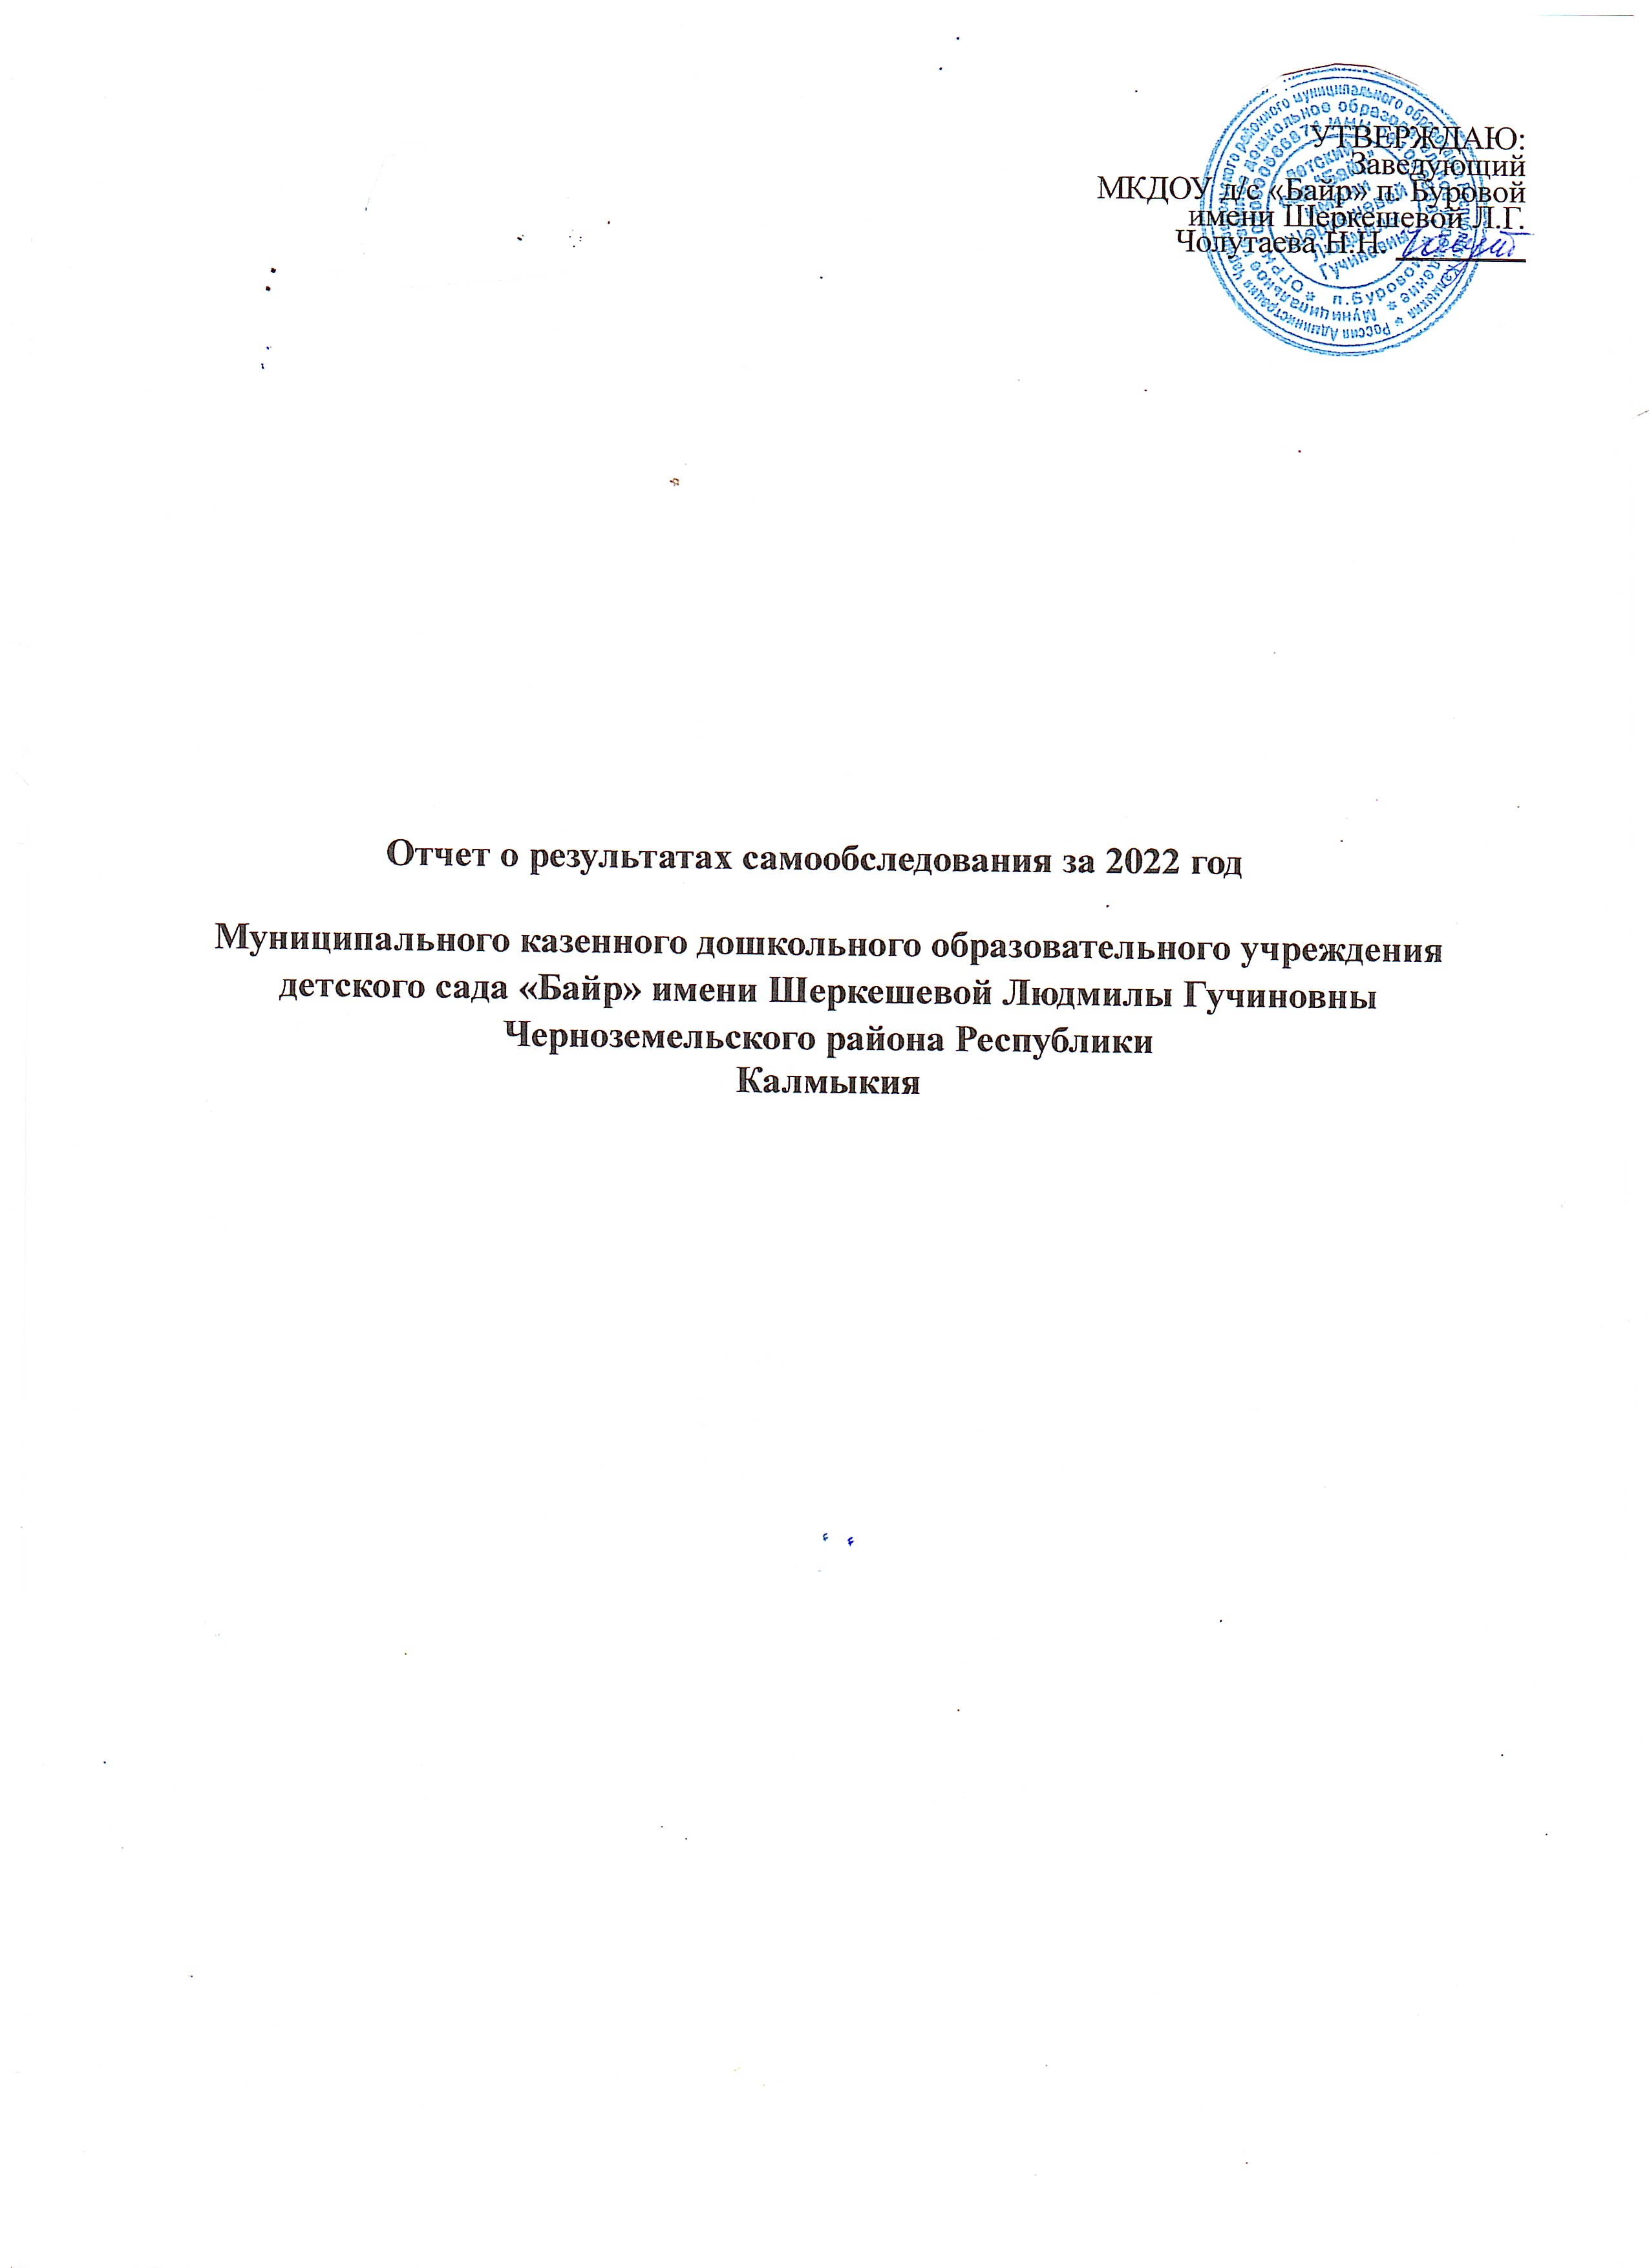 УТВЕРЖДАЮ:
Заведующий
МКДОУ д/с «Байр» п. Буровой
имени Шеркешевой Л.Г.
Чолутаева Н.Н.
Отчет о результатах самообследования за 2022 год
Муниципального казенного дошкольного образовательного учреждения
детского сада «Байр» имени Шеркешевой Людмилы Гучиновны
Черноземельского района Республики
Калмыкия